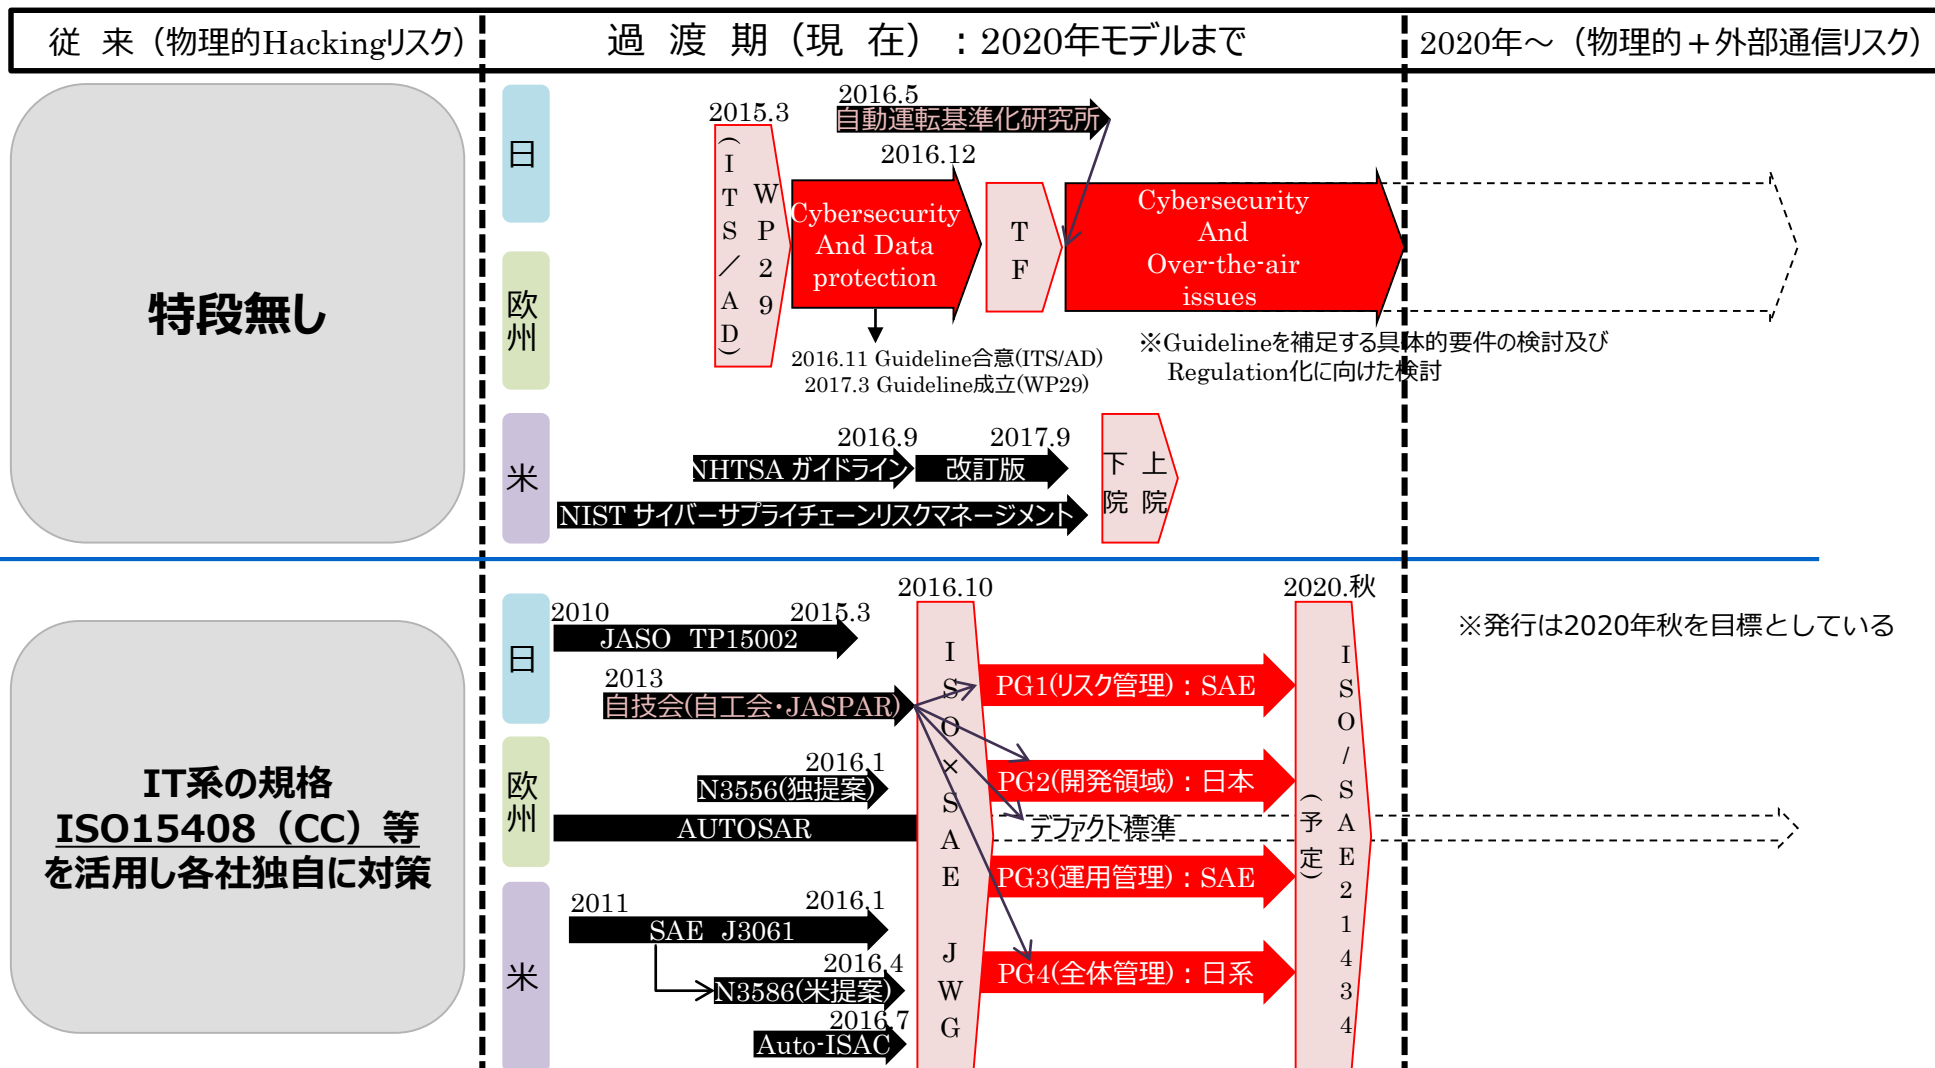 従 来（物理的Hackingリスク）
過 渡 期（現 在）：2020年モデルまで
2020年～（物理的＋外部通信リスク）
特段無し
日
欧州
米
2015.3
WP29
（ITS／AD）
2016.5
自動運転基準化研究所
2016.12
Cybersecurity
And Data
protection
TF
Cybersecurity
And
Over-the-air
issues
2016.11 Guideline合意(ITS/AD)
2017.3 Guideline成立(WP29)
※Guidelineを補足する具体的要件の検討及び
Regulation化に向けた検討
2016.9
2017.9
NHTSA ガイドライン
改訂版
NIST サイバーサプライチェーンリスクマネージメント
上院
下院
IT系の規格
ISO15408（CC）等
を活用し各社独自に対策
日
欧州
米
2010
2015.3
JASO TP15002
2013
自技会(自工会・JASPAR)
2016.1
N3556(独提案)
AUTOSAR
2011
2016.1
SAE J3061
2016.4
N3586(米提案)
2016.7
Auto-ISAC
2016.10
ISO×SAE JWG
PG1(リスク管理)：SAE
PG2(開発領域)：日本
デファクト標準
PG3(運用管理)：SAE
PG4(全体管理)：日系
2020.秋
ISO/SAE21434
（予定）
※発行は2020年秋を目標としている